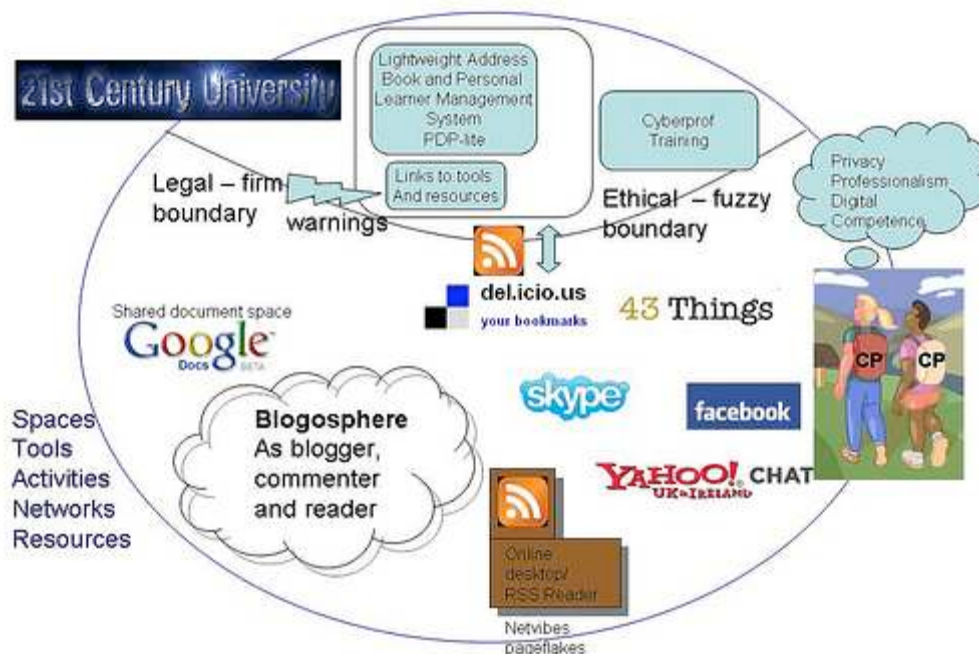 21st Century University
Lightweight Address
Book and Personal
Learner Management
System
PDP-lite
Links to tools
And resources
Cyberprof
Training
Privacy
Professionalism
Digital
Competence
Legal – firm
boundary
warnings
Ethical – fuzzy
boundary
del.icio.us
your bookmarks
43 Things
Shared document space
Google™
Docs BETA
CP
CP
skype™
facebook
Spaces
Tools
Activities
Networks
Resources
Blogosphere
As blogger,
commenter
and reader
YAHOO! CHAT
UK & IRELAND
Online
desktop/
RSS Reader
Netvibes
pageflakes